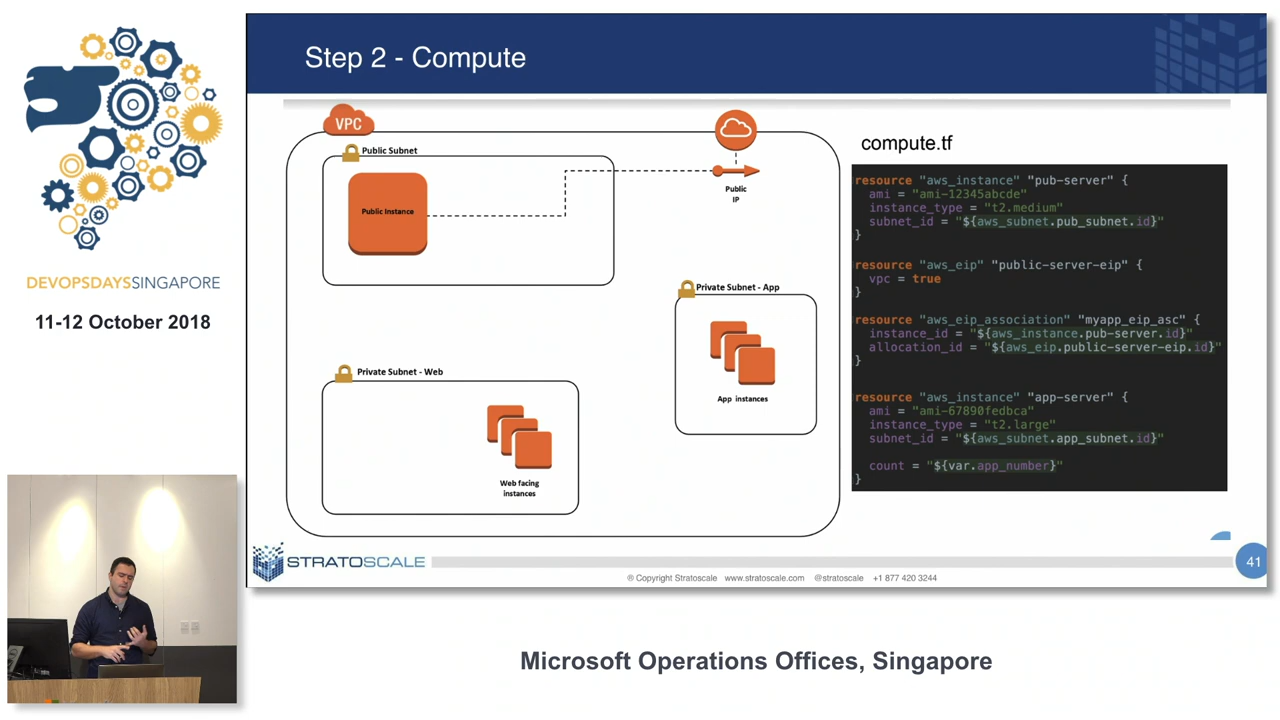 DEVOPSDAYSSINGAPORE
11-12 October 2018
Step 2 - Compute
VPC
Public Subnet
Public Instance
Public
IP
Private Subnet - App
App instances
Private Subnet - Web
Web facing
instances
compute.tf
resource "aws_instance" "pub-server" {
  ami = "ami-12345abcde"
  instance_type = "t2.medium"
  subnet_id = "${aws_subnet.pub_subnet.id}"
}
resource "aws_eip" "public-server-eip" {
  vpc = true
}
resource "aws_eip_association" "myapp_eip_asc" {
  instance_id = "${aws_instance.pub-server.id}"
  allocation_id = "${aws_eip.public-server-eip.id}"
}
resource "aws_instance" "app-server" {
  ami = "ami-67890fedbca"
  instance_type = "t2.large"
  subnet_id = "${aws_subnet.app_subnet.id}"
  count = "${var.app_number}"
}
STRATOSCALE
® Copyright Stratoscale www.stratoscale.com @stratoscale +1 877 420 3244
41
Microsoft Operations Offices, Singapore